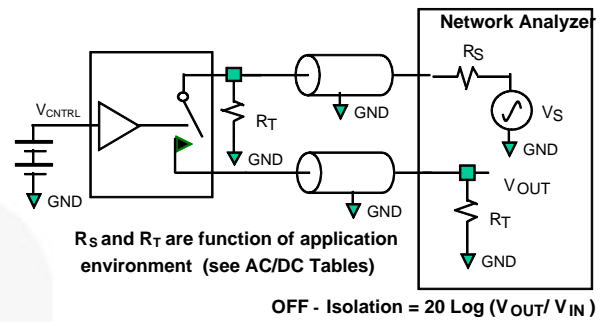 Network Analyzer
RS
VCNTRL
VS
RT
GND
GND
GND
VOUT
GND
GND
RT
RS and RT are function of application
environment (see AC/DC Tables)
GND
OFF - Isolation = 20 Log (VOUT/ VIN )